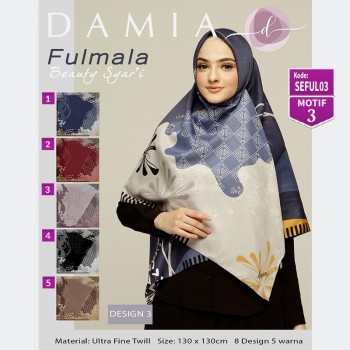 DAMIA
d
Fulmala
Beauty Syar'i
Kode:
SEFUL03
MOTIF
3
1
2
3
4
5
DESIGN 3
Material: Ultra Fine Twill Size: 130 x 130cm 8 Design 5 warna